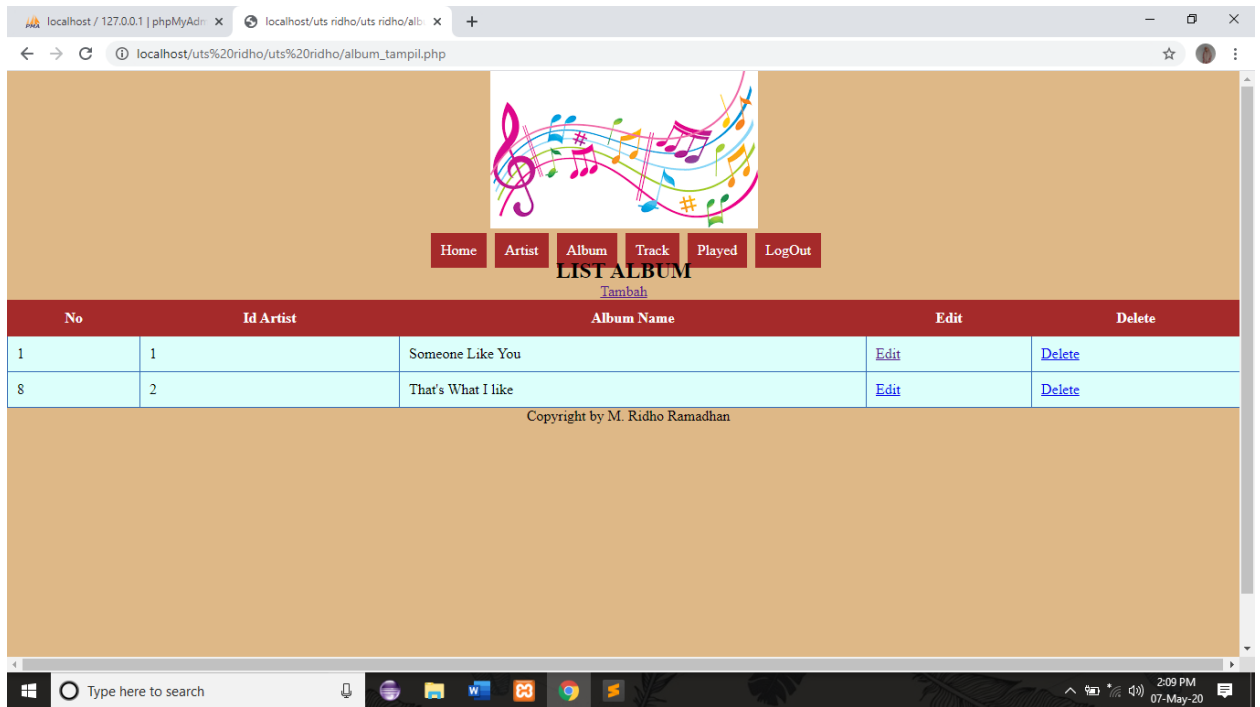 localhost / 127.0.0.1 | phpMyAdm
localhost/uts ridho/uts ridho/alb
localhost/uts%20ridho/uts%20ridho/album_tampil.php
Home Artist Album Track Played LogOut
LIST ALBUM
Tambah
No Id Artist Album Name Edit Delete
1 1 Someone Like You Edit Delete
8 2 That's What I like Edit Delete
Copyright by M. Ridho Ramadhan
Type here to search
2:09 PM
07-May-20